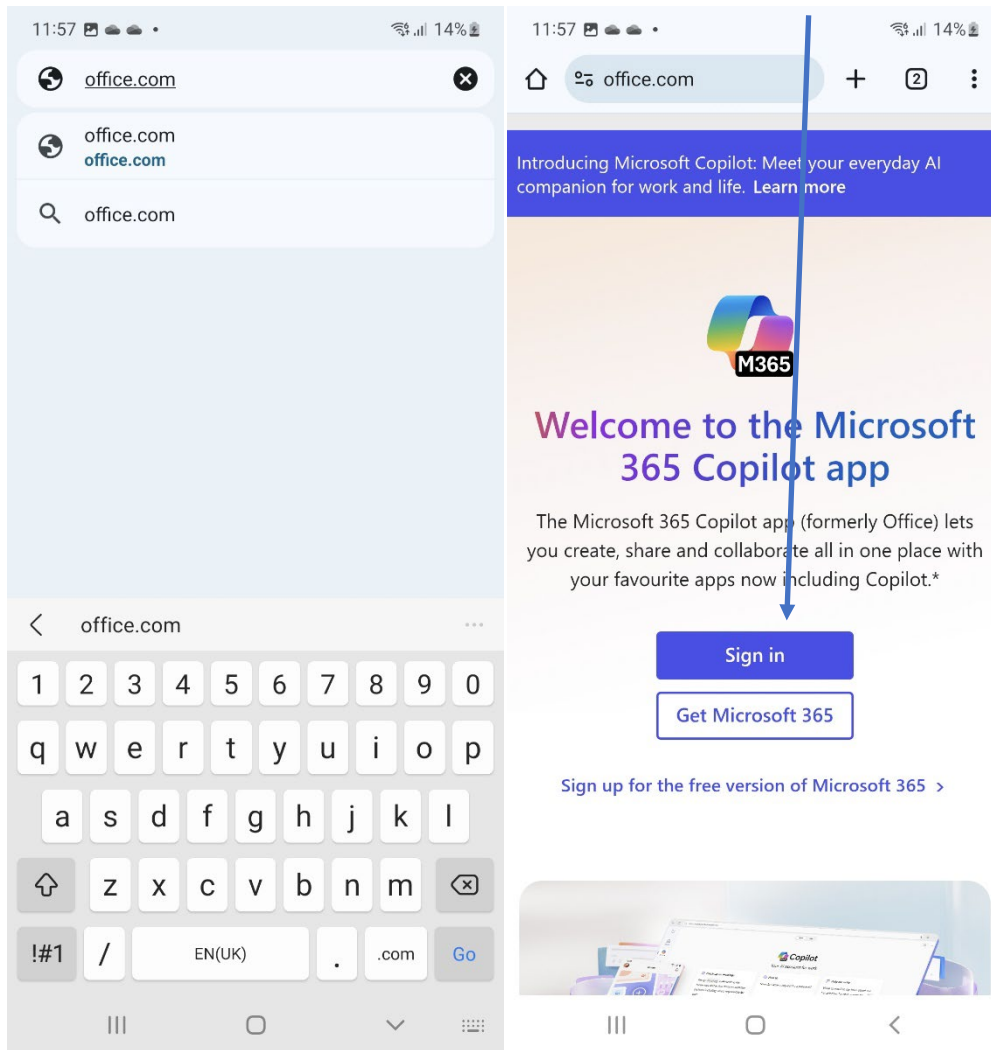 11:57
14%
office.com
office.com
office.com
office.com
office.com
1 2 3 4 5 6 7 8 9 0
q w e r t y u i o p
a s d f g h j k l
z x c v b n m
!#1 / EN(UK) . .com Go
11:57
14%
office.com
2
Introducing Microsoft Copilot: Meet your everyday AI
companion for work and life. Learn more
M365
Welcome to the Microsoft
365 Copilot app
The Microsoft 365 Copilot app (formerly Office) lets
you create, share and collaborate all in one place with
your favourite apps now including Copilot.*
Sign in
Get Microsoft 365
Sign up for the free version of Microsoft 365 >
Copilot